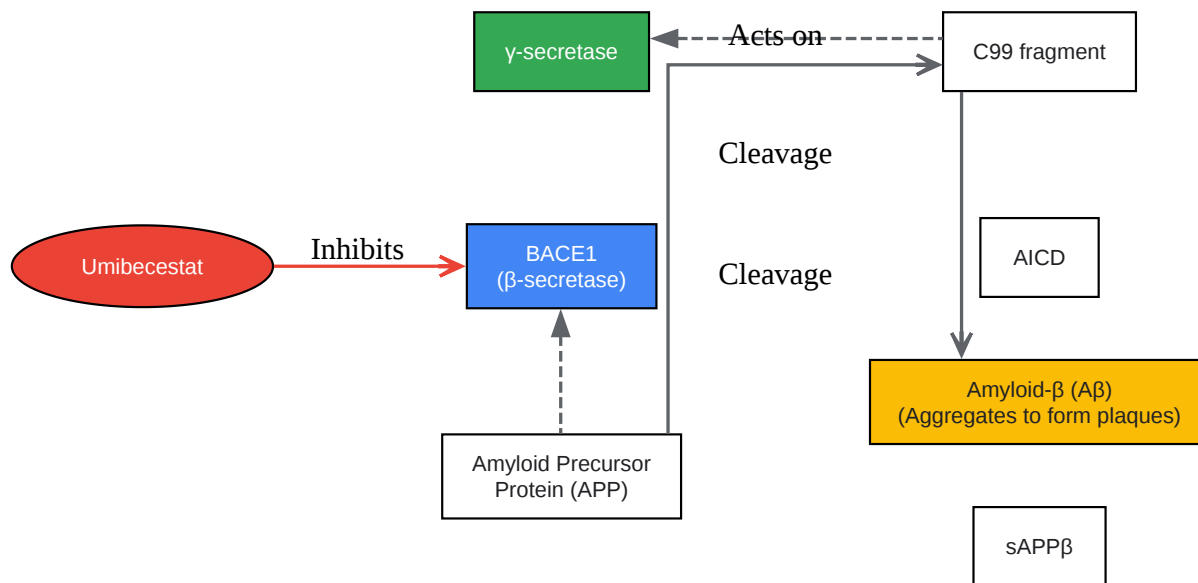 γ-secretase
Acts on
C99 fragment
Cleavage
Umibecestat
Inhibits
BACE1
(β-secretase)
Cleavage
AICD
Amyloid-β (Aβ)
(Aggregates to form plaques)
Amyloid Precursor
Protein (APP)
sAPPβ